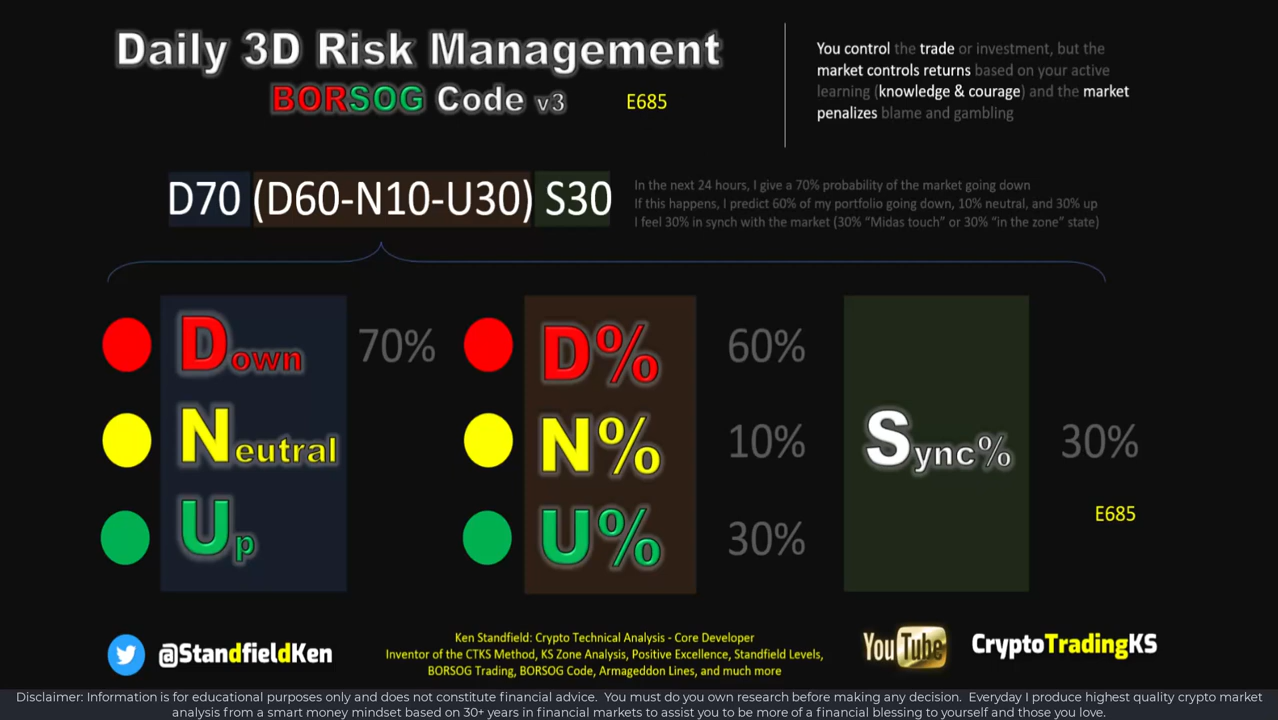 Daily 3D Risk Management
BORSOG Code v3 E685
You control the trade or investment, but the
market controls returns based on your active
learning (knowledge & courage) and the market
penalizes blame and gambling
D70 (D60-N10-U30) S30
In the next 24 hours, I give a 70% probability of the market going down
If this happens, I predict 60% of my portfolio going down, 10% neutral, and 30% up
I feel 30% in synch with the market (30% “Midas touch” or 30% “in the zone” state)
Down 70% D% 60%
Neutral N% 10% Sync% 30%
E685
Up U% 30%
@StandfieldKen
Ken Standfield: Crypto Technical Analysis - Core Developer
Inventor of the CTKS Method, KS Zone Analysis, Positive Excellence, Standfield Levels,
BORSOG Trading, BORSOG Code, Armageddon Lines, and much more
YouTube CryptoTradingKS
Disclaimer: Information is for educational purposes only and does not constitute financial advice. You must do you own research before making any decision. Everyday I produce highest quality crypto market
analysis from a smart money mindset based on 30+ years in financial markets to assist you to be more of a financial blessing to yourself and those you love